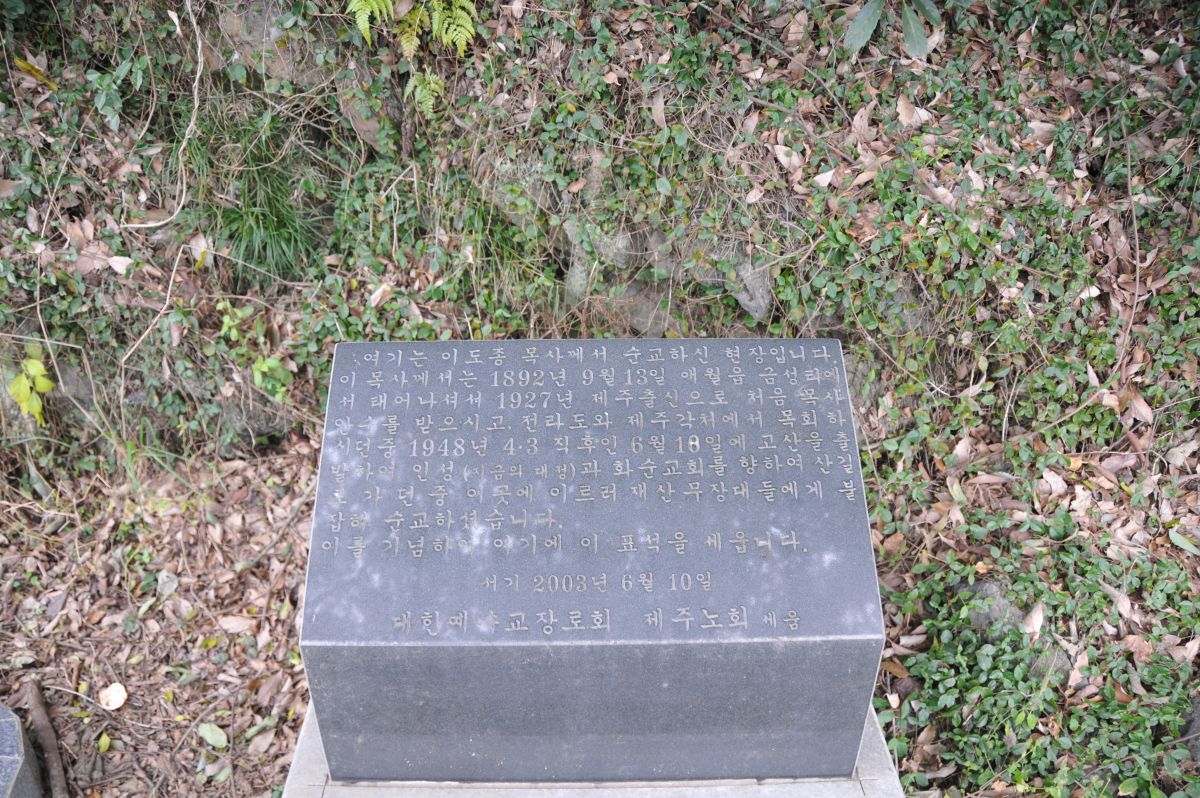 여기는 이도종 목사께서 순교하신 현장입니다.
이 목사께서는 1892년 9월 13일 애월읍 금성리에
서 태어나셔서 1927년 제주출신으로 처음 목사
안수를 받으시고, 전라도와 제주각처에서 목회하
시던중 1948년 4·3 직후인 6월 18일에 고산을 출
발하여 인성(지금의 대정)과 화순교회를 향하여 산길
로 가던 중 이곳에 이르러 재산무장대들에게 붙
잡혀 순교하셨습니다.
이를 기념하여 여기에 이 표석을 세웁니다.
서기 2003년 6월 10일
대한예수교장로회 제주노회 세움